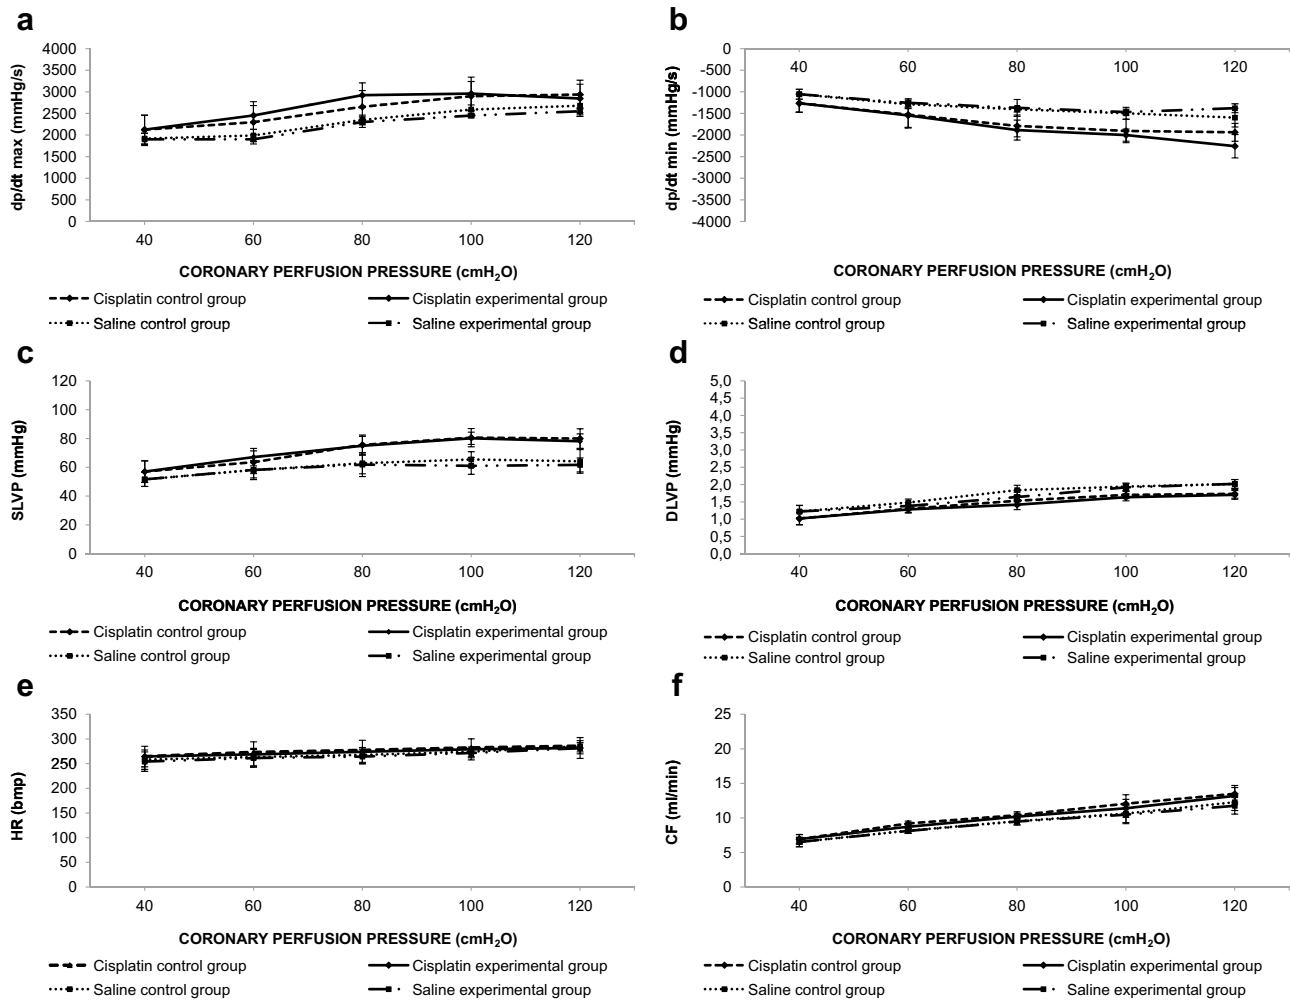 a
4000
3500
3000
2500
2000
1500
1000
500
0
dp/dt max (mmHg/s)
40 60 80 100 120
CORONARY PERFUSION PRESSURE (cmH₂O)
Cisplatin control group Cisplatin experimental group
Saline control group Saline experimental group
b
0
-500
-1000
-1500
-2000
-2500
-3000
-3500
-4000
dp/dt min (mmHg/s)
40 60 80 100 120
CORONARY PERFUSION PRESSURE (cmH₂O)
Cisplatin control group Cisplatin experimental group
Saline control group Saline experimental group
c
120
100
80
60
40
20
0
SLVP (mmHg)
40 60 80 100 120
CORONARY PERFUSION PRESSURE (cmH₂O)
Cisplatin control group Cisplatin experimental group
Saline control group Saline experimental group
d
5,0
4,5
4,0
3,5
3,0
2,5
2,0
1,5
1,0
0,5
0,0
DLVP (mmHg)
40 60 80 100 120
CORONARY PERFUSION PRESSURE (cmH₂O)
Cisplatin control group Cisplatin experimental group
Saline control group Saline experimental group
e
350
300
250
200
150
100
50
0
HR (bmp)
40 60 80 100 120
CORONARY PERFUSION PRESSURE (cmH₂O)
Cisplatin control group Cisplatin experimental group
Saline control group Saline experimental group
f
25
20
15
10
5
0
CF (ml/min)
40 60 80 100 120
CORONARY PERFUSION PRESSURE (cmH₂O)
Cisplatin control group Cisplatin experimental group
Saline control group Saline experimental group